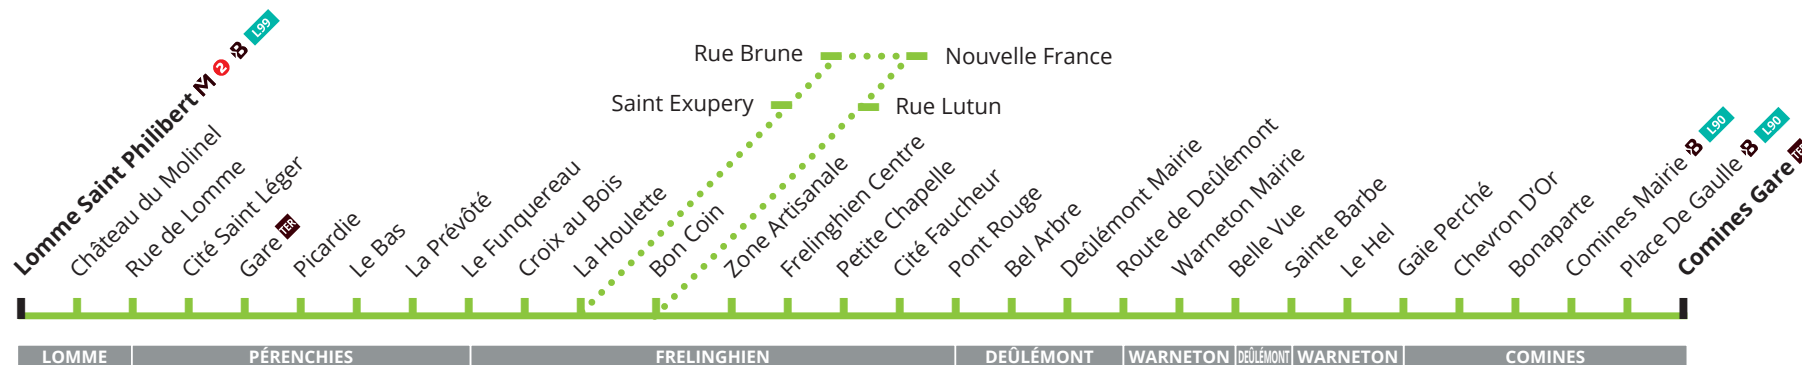 Rue Brune
Nouvelle France
Saint Exupery
Rue Lutun
Lomme Saint Philibert M 2 B L99
Château du Molinel
Rue de Lomme
Cité Saint Léger
Gare TER
Picardie
Le Bas
La Prévôté
Le Funquereau
Croix au Bois
La Houlette
Bon Coin
Zone Artisanale
Frelinghien Centre
Petite Chapelle
Cité Faucheur
Pont Rouge
Bel Arbre
Deûlémont Mairie
Route de Deûlémont
Warneton Mairie
Belle Vue
Sainte Barbe
Le Hel
Gaie Perché
Chevron D'Or
Bonaparte
Comines Mairie B L90
Place De Gaulle B L90
Comines Gare
LOMME
PÉRENCHIES
FRELINGHIEN
DEÛLÉMONT
WARNETON
DEÛLÉMONT
WARNETON
COMINES